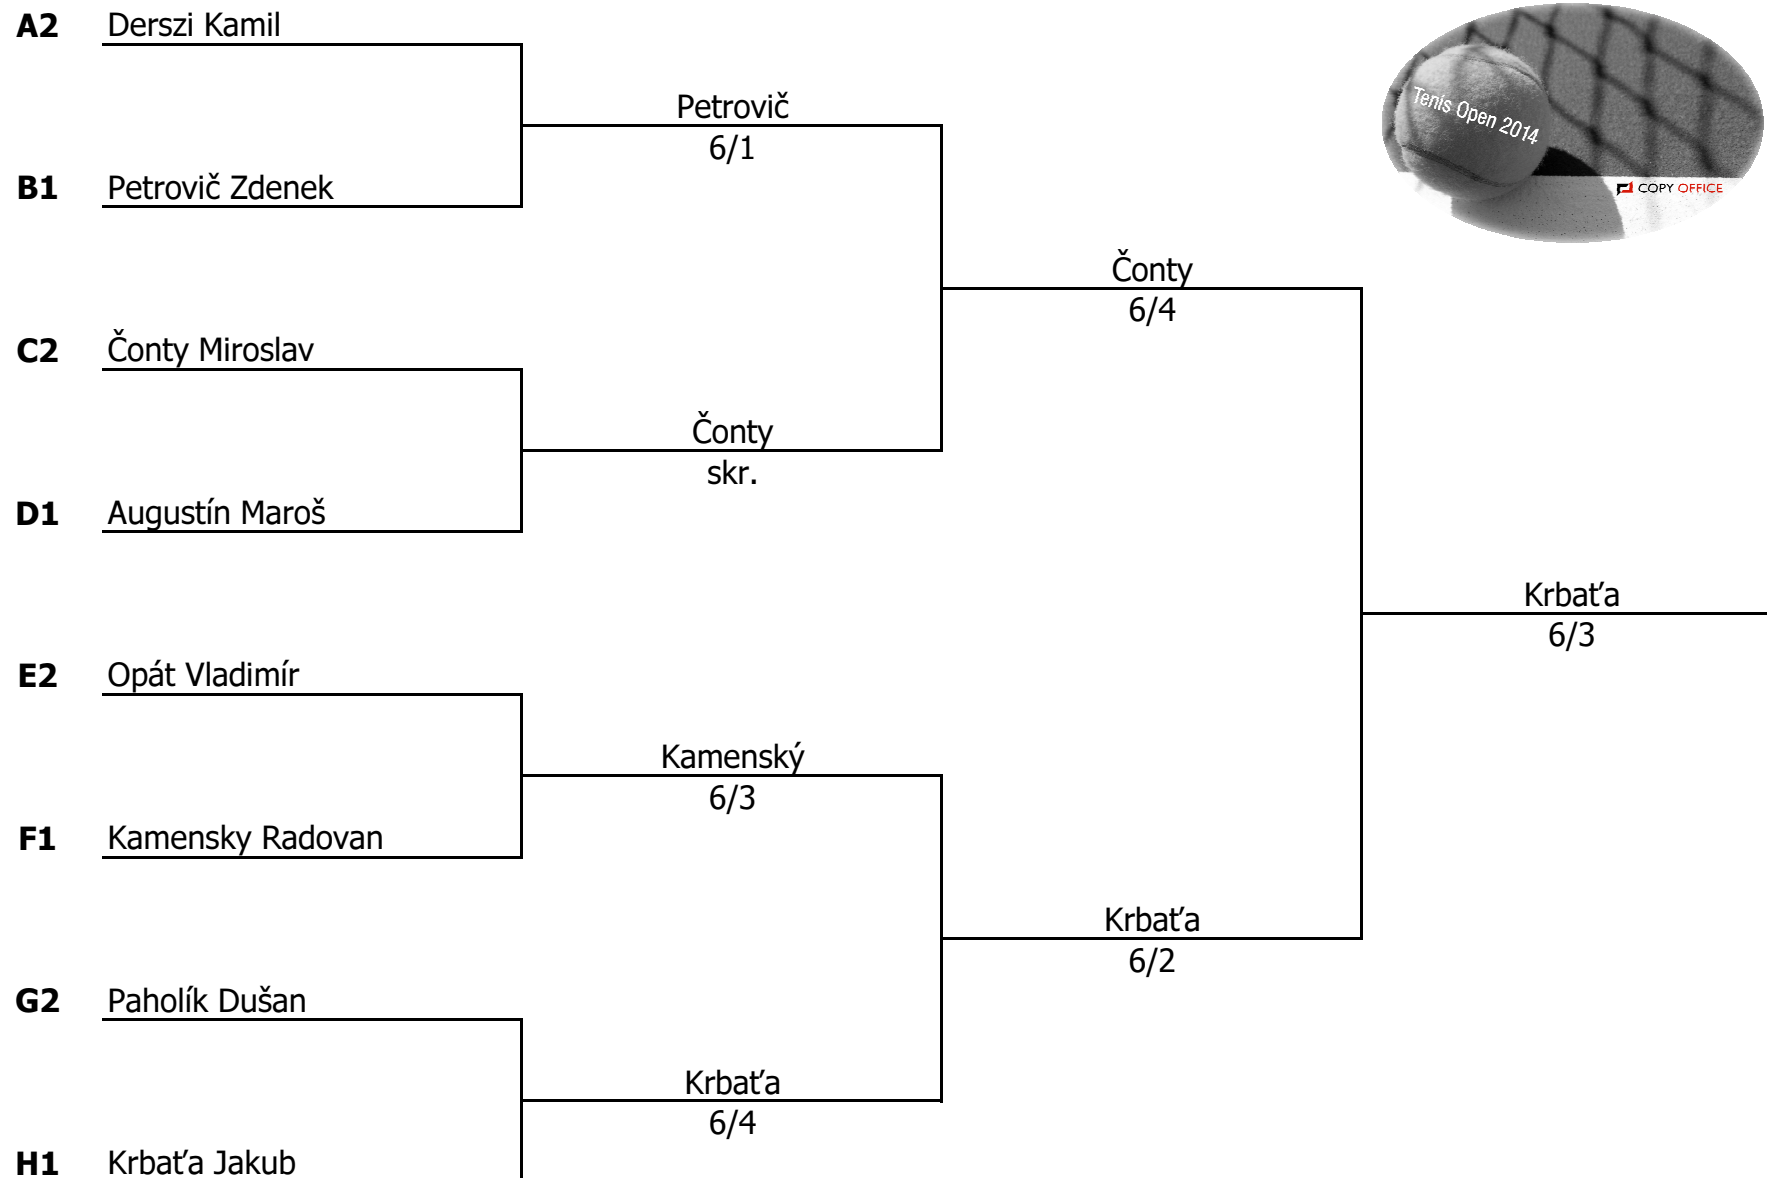 A2 Derszi Kamil
Petrovič
6/1
B1 Petrovič Zdenek
Čonty
6/4
C2 Čonty Miroslav
Čonty
skr.
D1 Augustín Maroš
Krbaťa
6/3
E2 Opát Vladimír
Kamenský
6/3
F1 Kamensky Radovan
Krbaťa
6/2
G2 Paholík Dušan
Krbaťa
6/4
H1 Krbaťa Jakub
Tenis Open 2014
COPY OFFICE